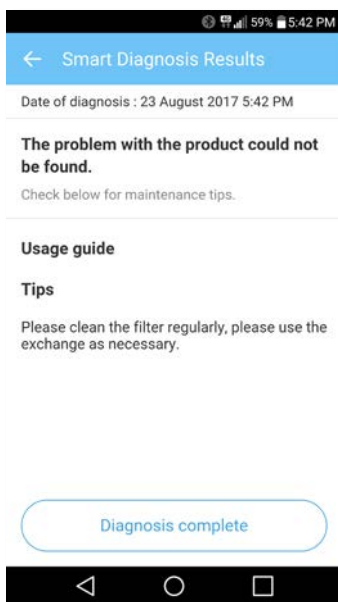 59% 5:42 PM
Smart Diagnosis Results
Date of diagnosis : 23 August 2017 5:42 PM
The problem with the product could not
be found.
Check below for maintenance tips.
Usage guide
Tips
Please clean the filter regularly, please use the
exchange as necessary.
Diagnosis complete